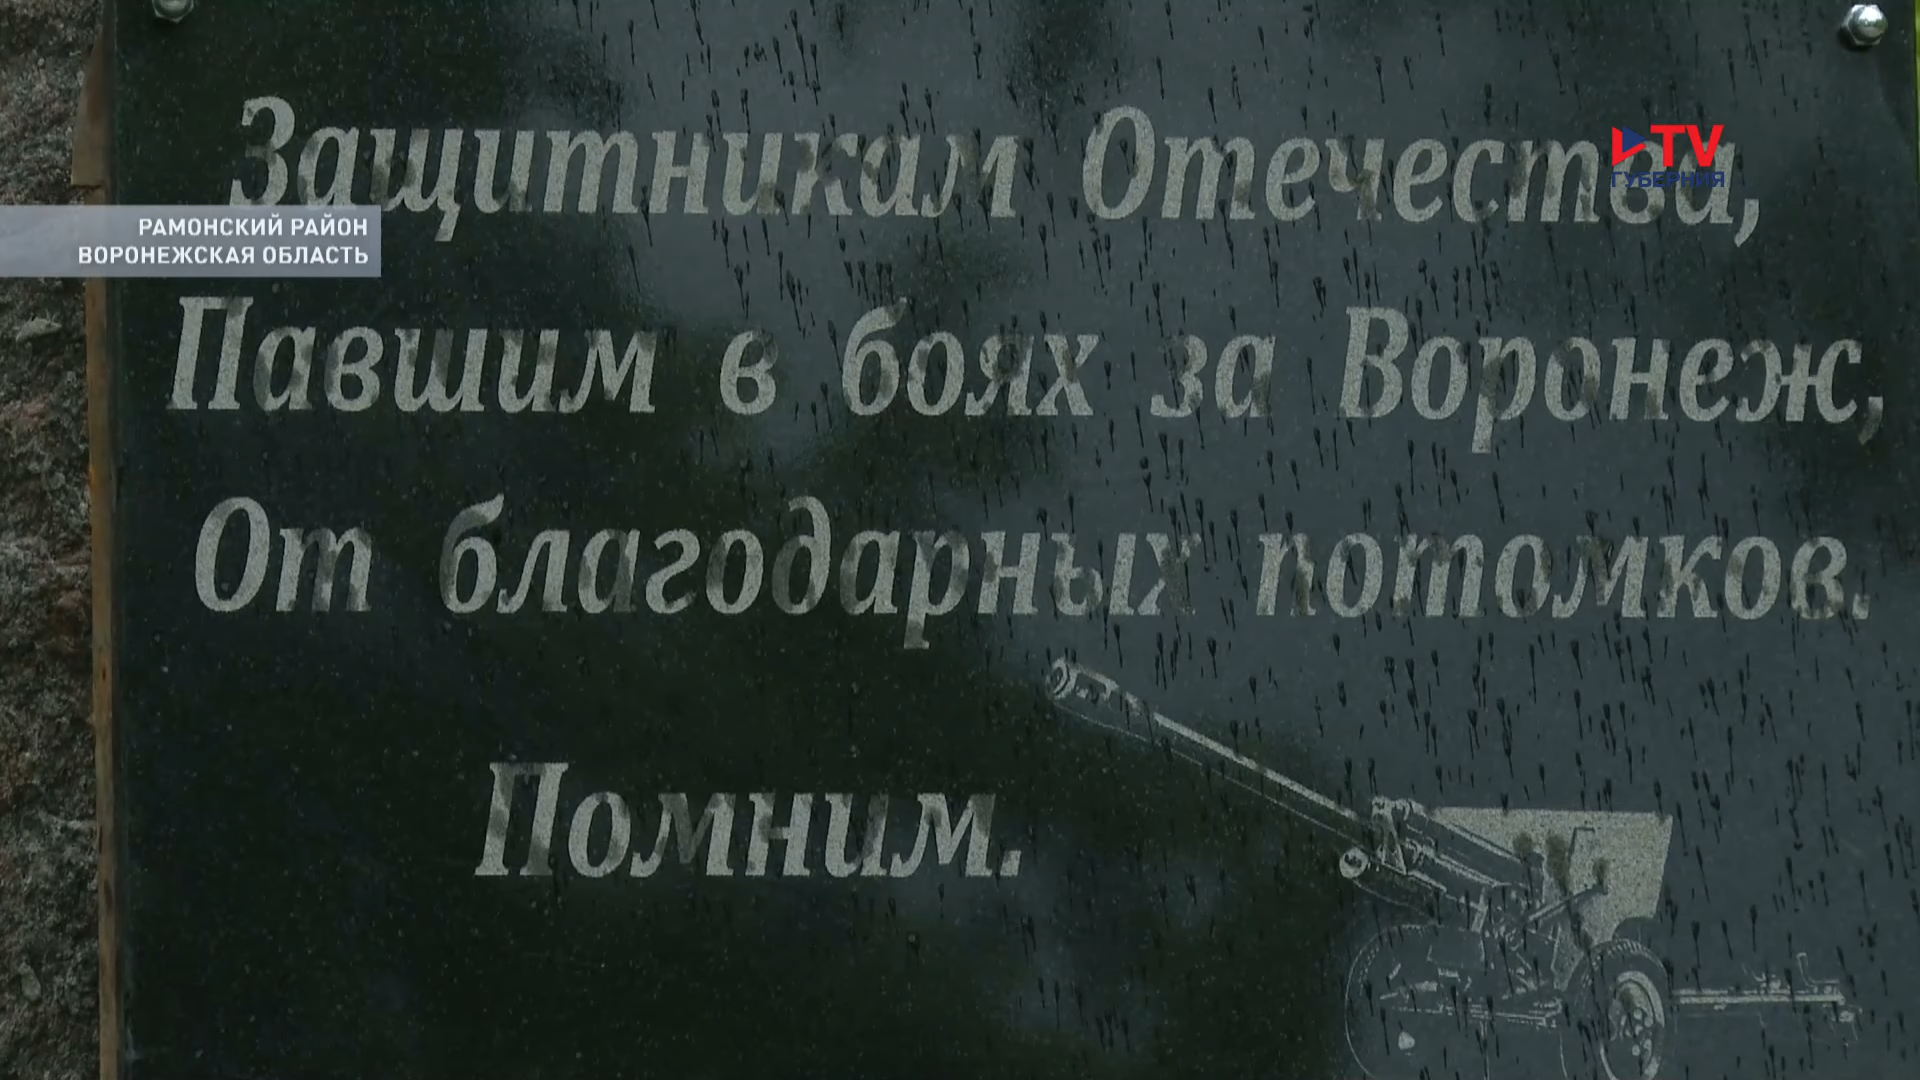 Защитникам Отечества,
TV
ГУБЕРНИЯ
РАМОНСКИЙ РАЙОН
ВОРОНЕЖСКАЯ ОБЛАСТЬ
Павшим в боях за Воронеж,
От благодарных потомков.
Помним.